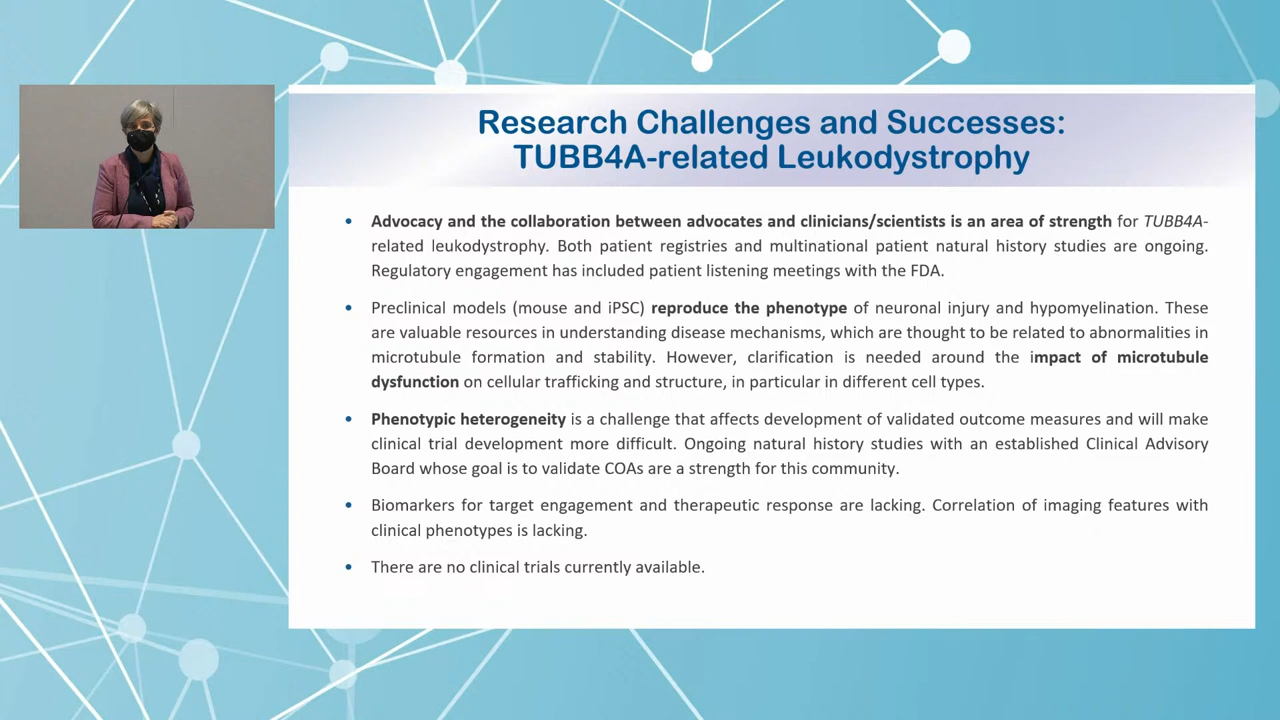 Research Challenges and Successes:
TUBB4A-related Leukodystrophy
• Advocacy and the collaboration between advocates and clinicians/scientists is an area of strength for TUBB4A-
related leukodystrophy. Both patient registries and multinational patient natural history studies are ongoing.
Regulatory engagement has included patient listening meetings with the FDA.
• Preclinical models (mouse and iPSC) reproduce the phenotype of neuronal injury and hypomyelination. These
are valuable resources in understanding disease mechanisms, which are thought to be related to abnormalities in
microtubule formation and stability. However, clarification is needed around the impact of microtubule
dysfunction on cellular trafficking and structure, in particular in different cell types.
• Phenotypic heterogeneity is a challenge that affects development of validated outcome measures and will make
clinical trial development more difficult. Ongoing natural history studies with an established Clinical Advisory
Board whose goal is to validate COAs are a strength for this community.
• Biomarkers for target engagement and therapeutic response are lacking. Correlation of imaging features with
clinical phenotypes is lacking.
• There are no clinical trials currently available.